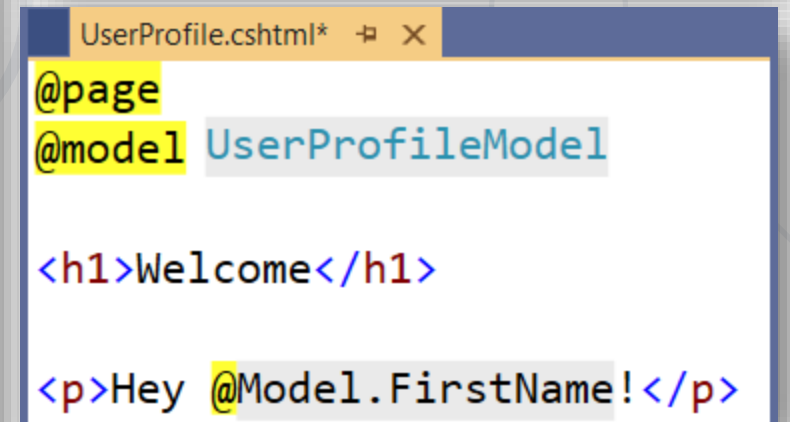 UserProfile.cshtml*
@page
@model UserProfileModel
<h1>Welcome</h1>
<p>Hey @Model.FirstName!</p>